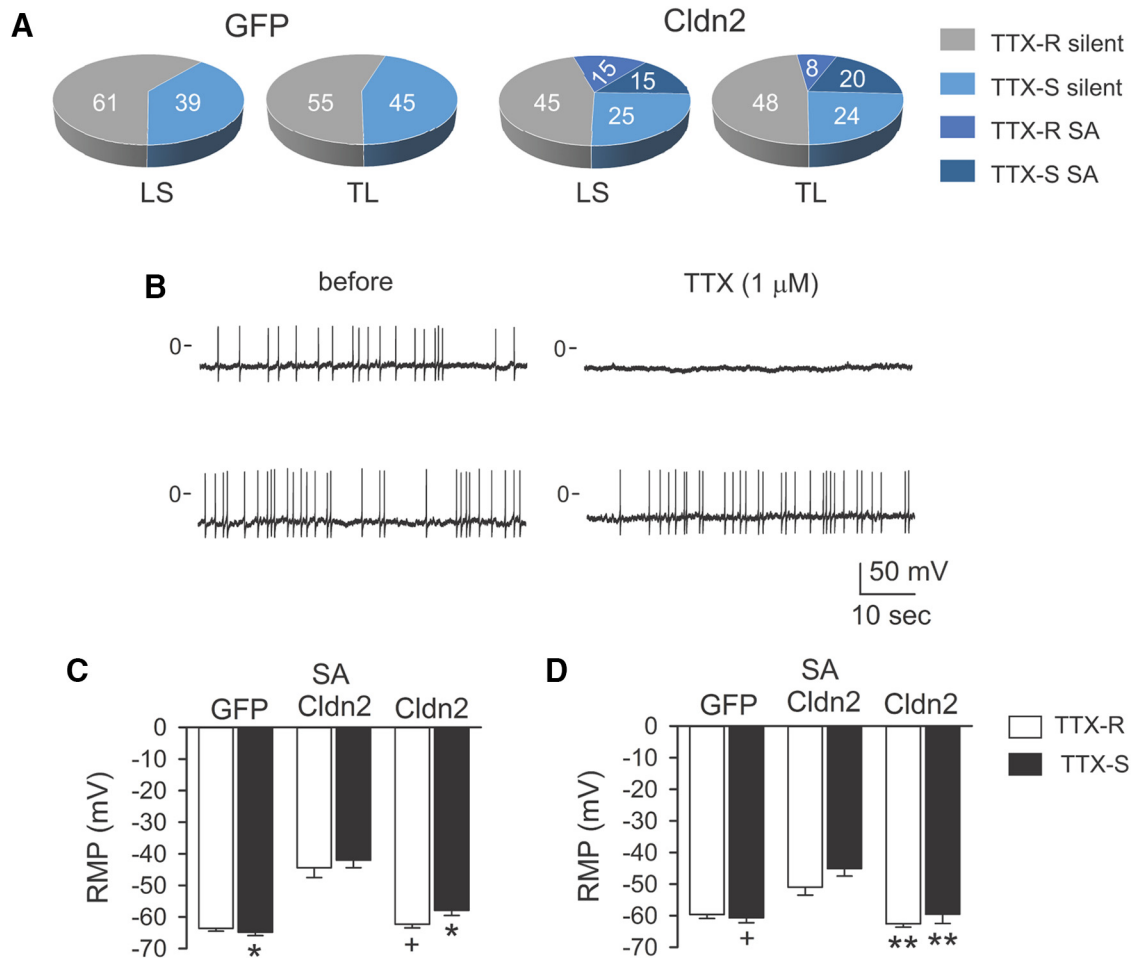 A
GFP
Cldn2
61
39
55
45
45
15
15
25
48
8
20
24
LS
TL
LS
TL
TTX-R silent
TTX-S silent
TTX-R SA
TTX-S SA
B
before
TTX (1 μM)
0-
0-
0-
0-
50 mV
10 sec
C
SA
GFP
Cldn2
Cldn2
RMP (mV)
0
-10
-20
-30
-40
-50
-60
-70
*
+
*
D
SA
GFP
Cldn2
Cldn2
RMP (mV)
0
-10
-20
-30
-40
-50
-60
-70
+
**
**
TTX-R
TTX-S